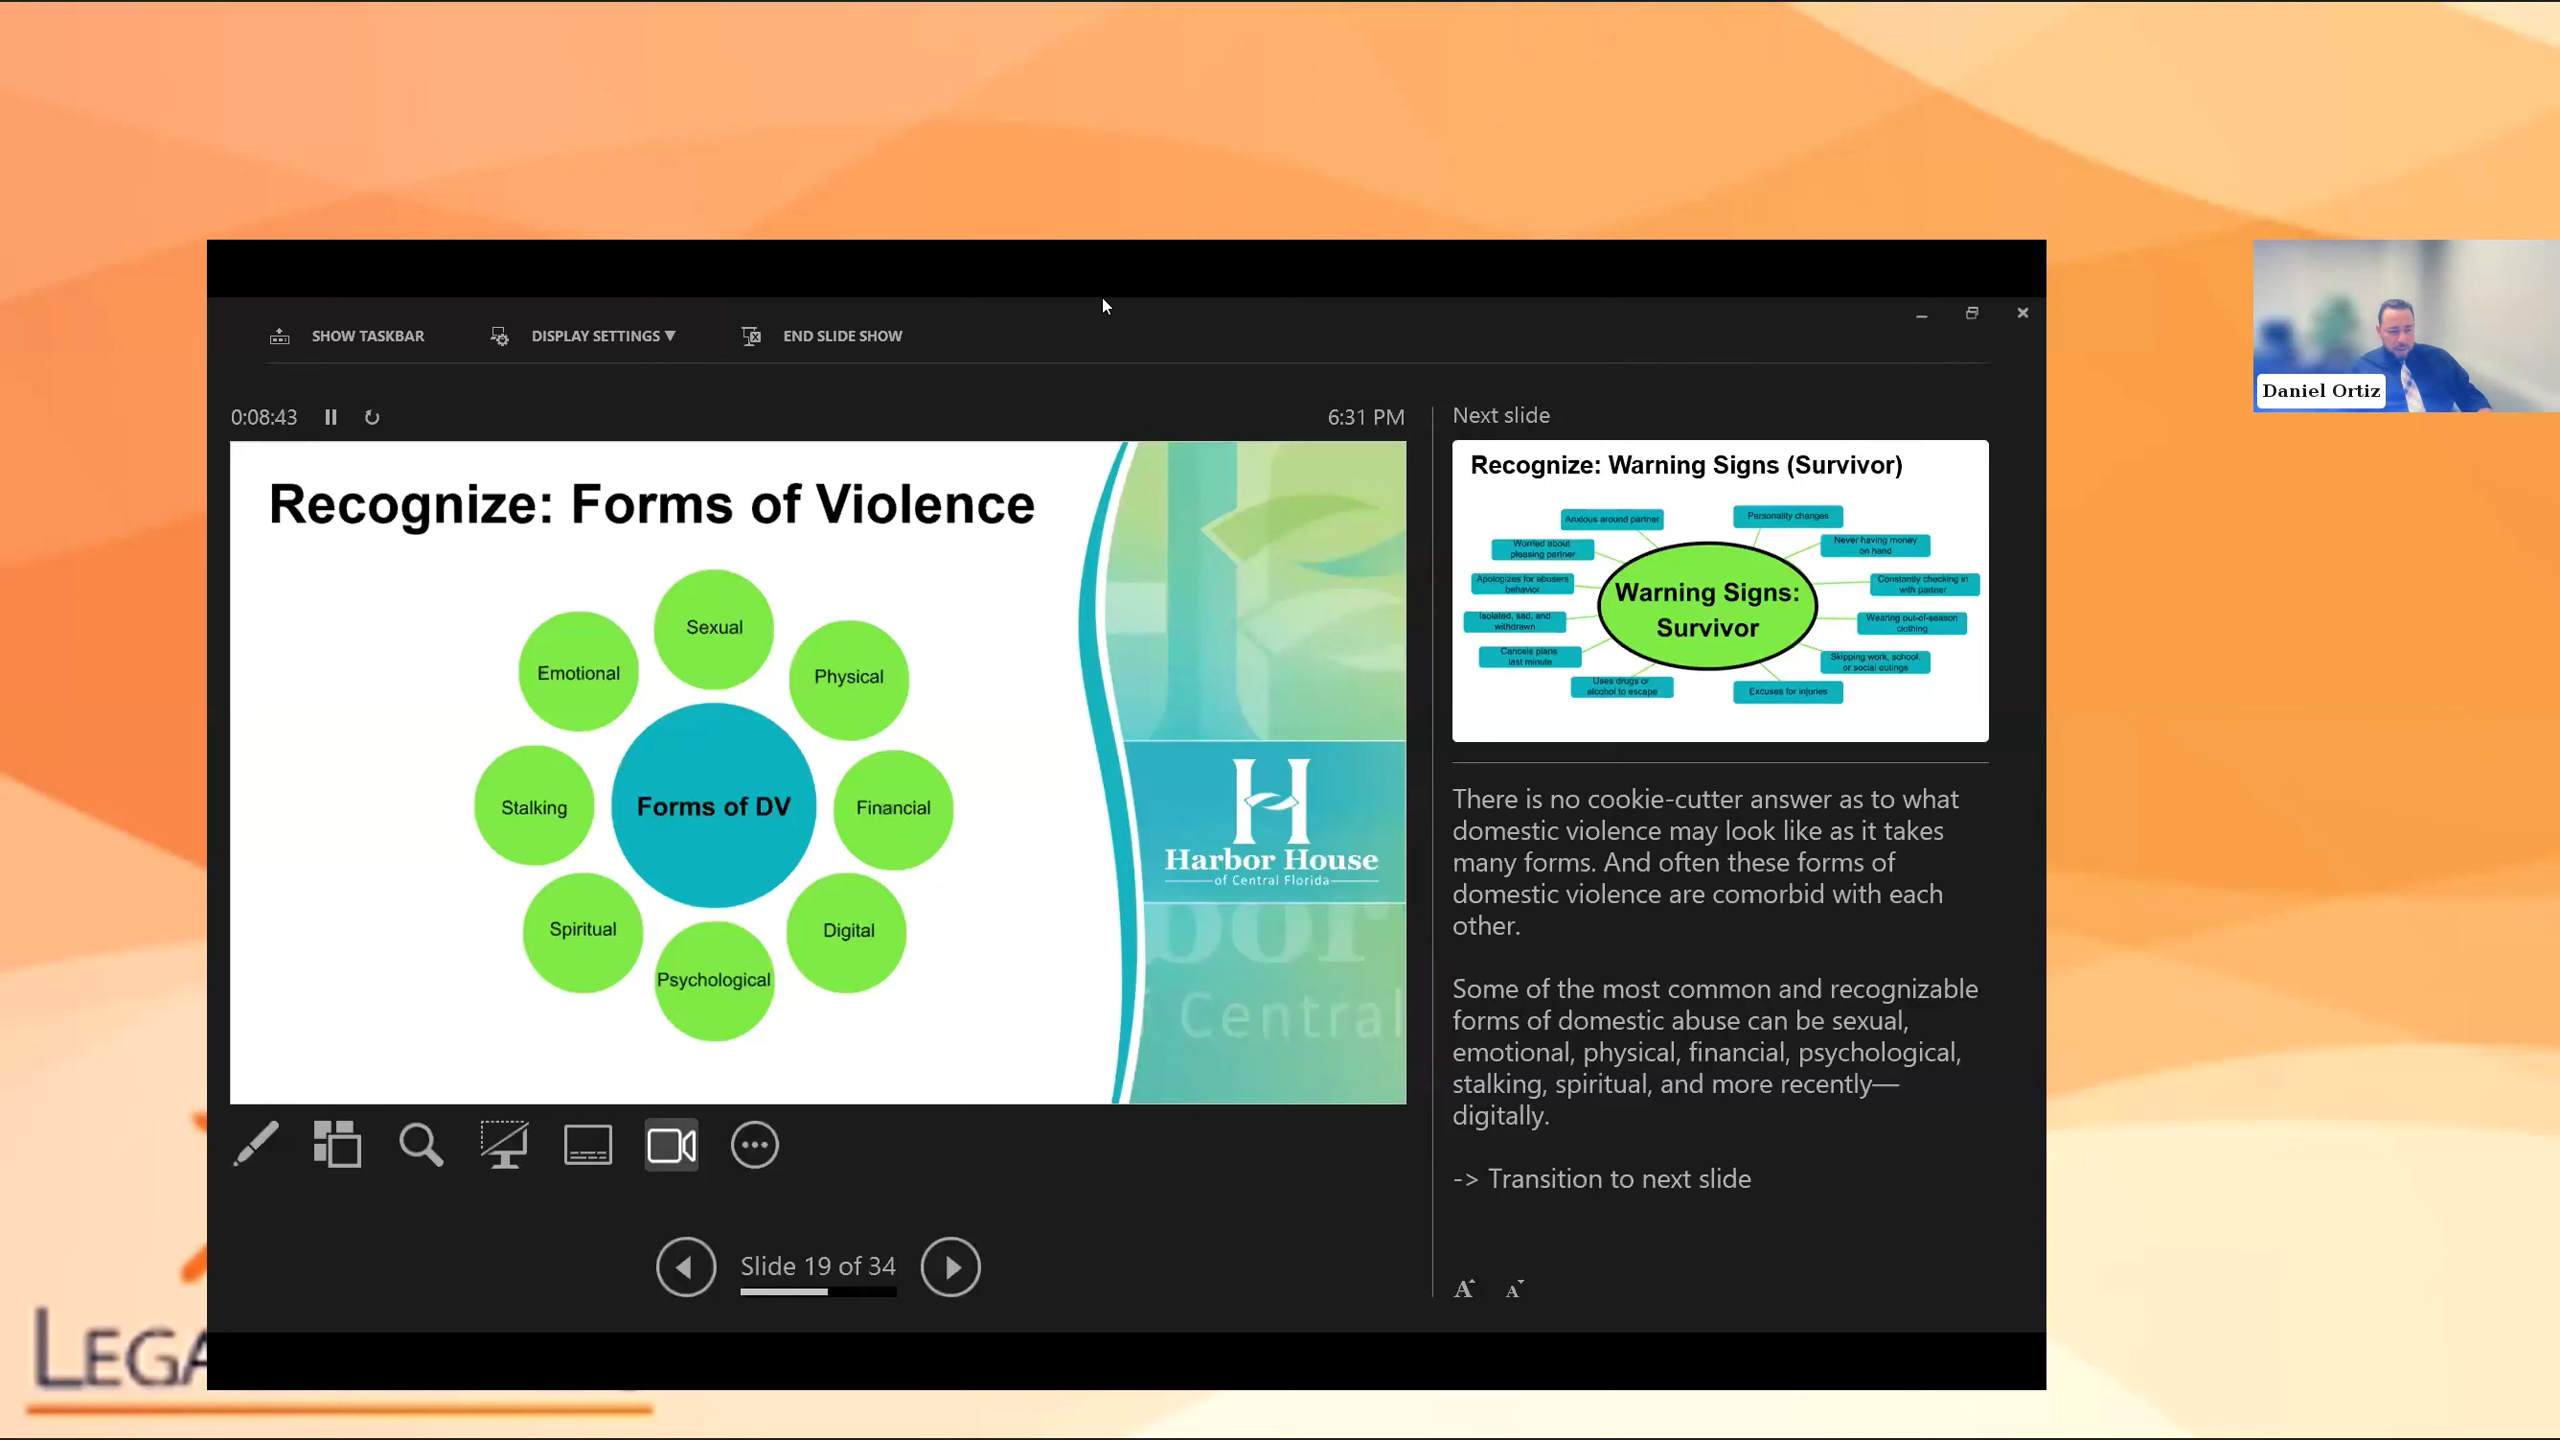 SHOW TASKBAR
DISPLAY SETTINGS ▼
END SLIDE SHOW
0:08:43
6:31 PM
Recognize: Forms of Violence
Sexual
Emotional
Physical
Stalking
Forms of DV
Financial
Spiritual
Digital
Psychological
H
Harbor House
of Central Florida
bor
f Central
Slide 19 of 34
Next slide
Recognize: Warning Signs (Survivor)
Anxious around partner
Personality changes
Worried about
pleasing partner
Never having money
on hand
Apologizes for abusers
behavior
Constantly checking in
with partner
Warning Signs:
Survivor
Isolated, sad, and
withdrawn
Wearing out-of-season
clothing
Cancels plans
last minute
Skipping work, school,
or social outings
Uses drugs or
alcohol to escape
Excuses for injuries
There is no cookie-cutter answer as to what
domestic violence may look like as it takes
many forms. And often these forms of
domestic violence are comorbid with each
other.
Some of the most common and recognizable
forms of domestic abuse can be sexual,
emotional, physical, financial, psychological,
stalking, spiritual, and more recently—
digitally.
-> Transition to next slide
A A
Daniel Ortiz
LEGA